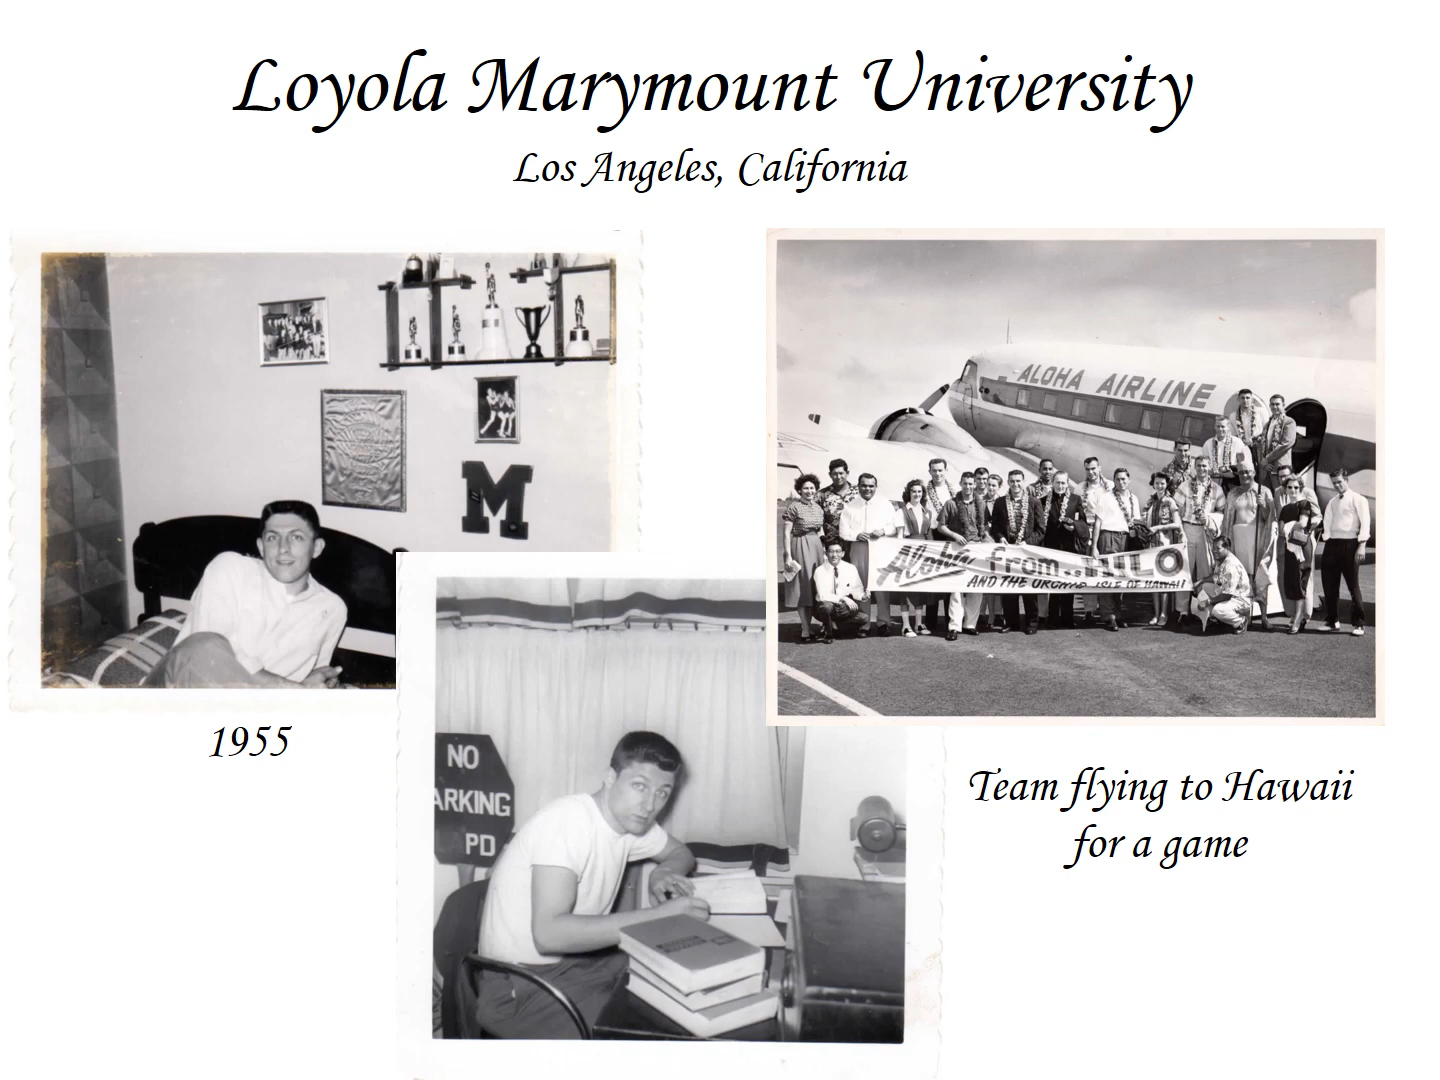 Loyola Marymount University
Los Angeles, California
ALOHA AIRLINE
M
Aloha from.. HILO
AND THE ORCHID ISLE OF HAWAII
1955
NO
ARKING
PD
Team flying to Hawaii
for a game